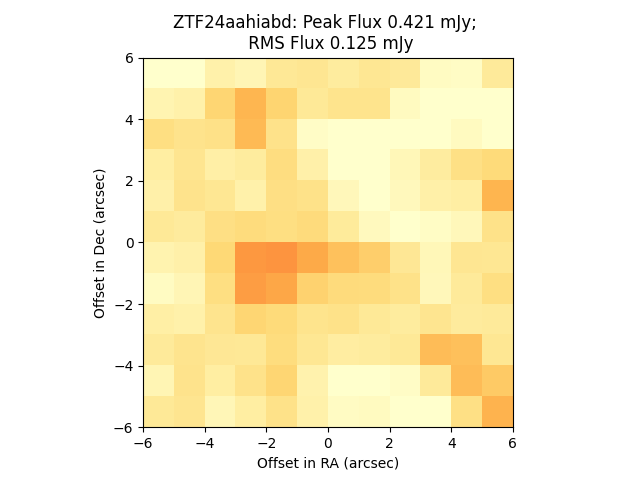 ZTF24aahiabd: Peak Flux 0.421 mJy;
RMS Flux 0.125 mJy
6
4
2
0
−2
−4
−6
Offset in Dec (arcsec)
−6 −4 −2 0 2 4 6
Offset in RA (arcsec)